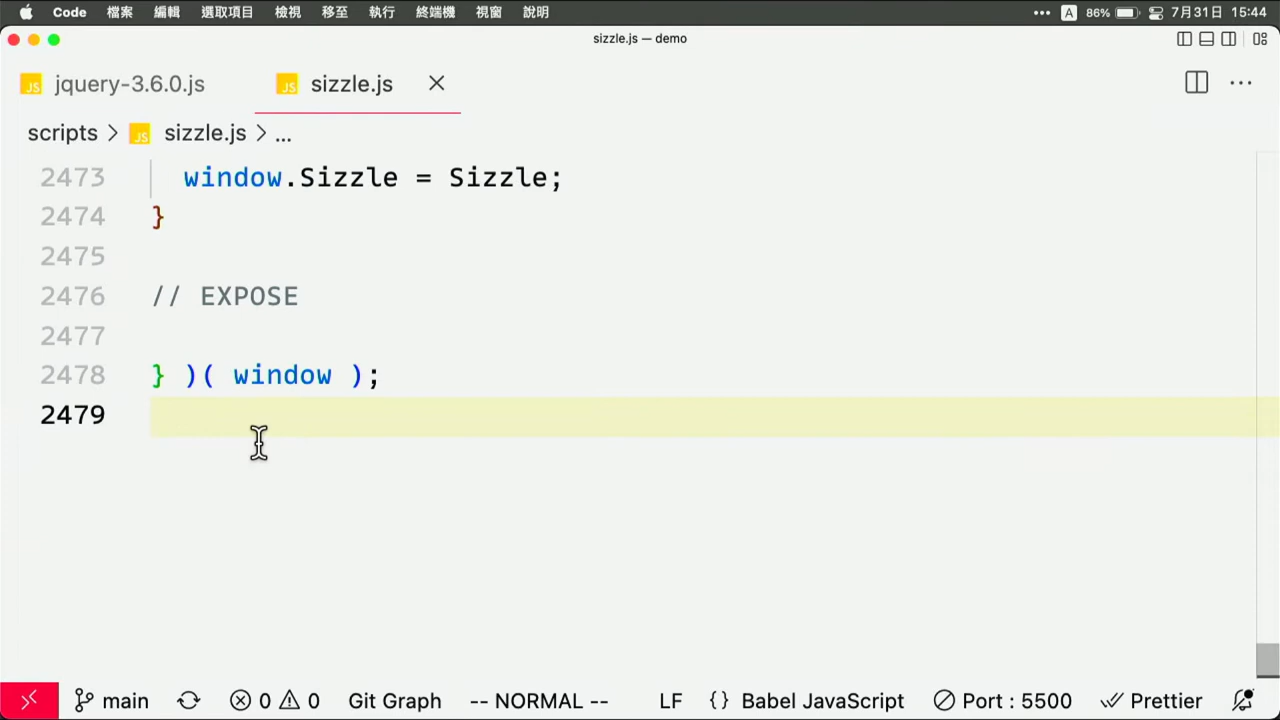 Code 檔案 編輯 選取項目 檢視 移至 執行 終端機 視窗 說明 ••• A 86% 7月31日 15:44
sizzle.js — demo
JS jquery-3.6.0.js JS sizzle.js
scripts > JS sizzle.js > ...
2473 window.Sizzle = Sizzle;
2474 }
2475
2476 // EXPOSE
2477
2478 } )( window );
2479
main 0 0 Git Graph -- NORMAL -- LF {} Babel JavaScript Port : 5500 Prettier